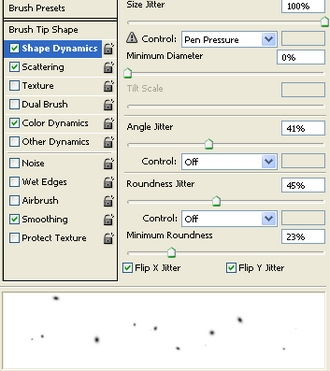 Brush Presets
Brush Tip Shape
Shape Dynamics
Scattering
Texture
Dual Brush
Color Dynamics
Other Dynamics
Noise
Wet Edges
Airbrush
Smoothing
Protect Texture
Size Jitter 100%
Control: Pen Pressure
Minimum Diameter 0%
Tilt Scale
Angle Jitter 41%
Control: Off
Roundness Jitter 45%
Control: Off
Minimum Roundness 23%
Flip X Jitter Flip Y Jitter